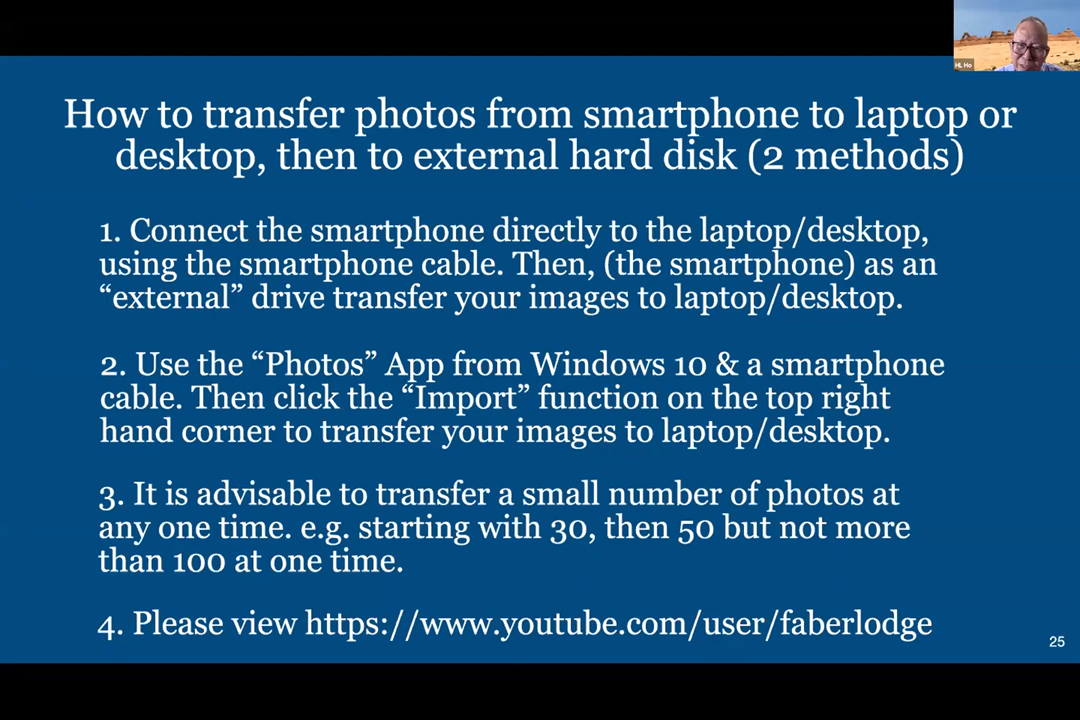 HL Ho
How to transfer photos from smartphone to laptop or
desktop, then to external hard disk (2 methods)
1. Connect the smartphone directly to the laptop/desktop,
using the smartphone cable. Then, (the smartphone) as an
“external” drive transfer your images to laptop/desktop.
2. Use the “Photos” App from Windows 10 & a smartphone
cable. Then click the “Import” function on the top right
hand corner to transfer your images to laptop/desktop.
3. It is advisable to transfer a small number of photos at
any one time. e.g. starting with 30, then 50 but not more
than 100 at one time.
4. Please view https://www.youtube.com/user/faberlodge
25